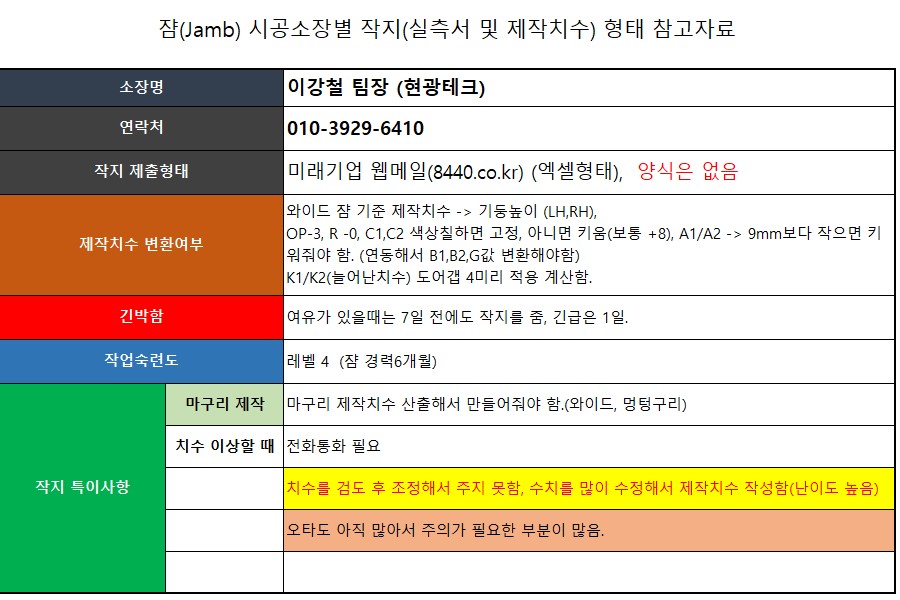 쟘(Jamb) 시공소장별 작지(실측서 및 제작치수) 형태 참고자료
소장명
이강철 팀장 (현광테크)
연락처
010-3929-6410
작지 제출형태
미래기업 웹메일(8440.co.kr) (엑셀형태), 양식은 없음
제작치수 변환여부
와이드 쟘 기준 제작치수 -> 기둥높이 (LH,RH),
OP-3, R -0, C1,C2 색상칠하면 고정, 아니면 키움(보통 +8), A1/A2 -> 9mm보다 작으면 키
워줘야 함. (연동해서 B1,B2,G값 변환해야함)
K1/K2(늘어난치수) 도어갭 4미리 적용 계산함.
긴박함
여유가 있을때는 7일 전에도 작지를 줌, 긴급은 1일.
작업숙련도
레벨 4 (쟘 경력6개월)
작지 특이사항
마구리 제작
마구리 제작치수 산출해서 만들어줘야 함.(와이드, 멍텅구리)
치수 이상할 때
전화통화 필요
치수를 검도 후 조정해서 주지 못함, 수치를 많이 수정해서 제작치수 작성함(난이도 높음)
오타도 아직 많아서 주의가 필요한 부분이 많음.